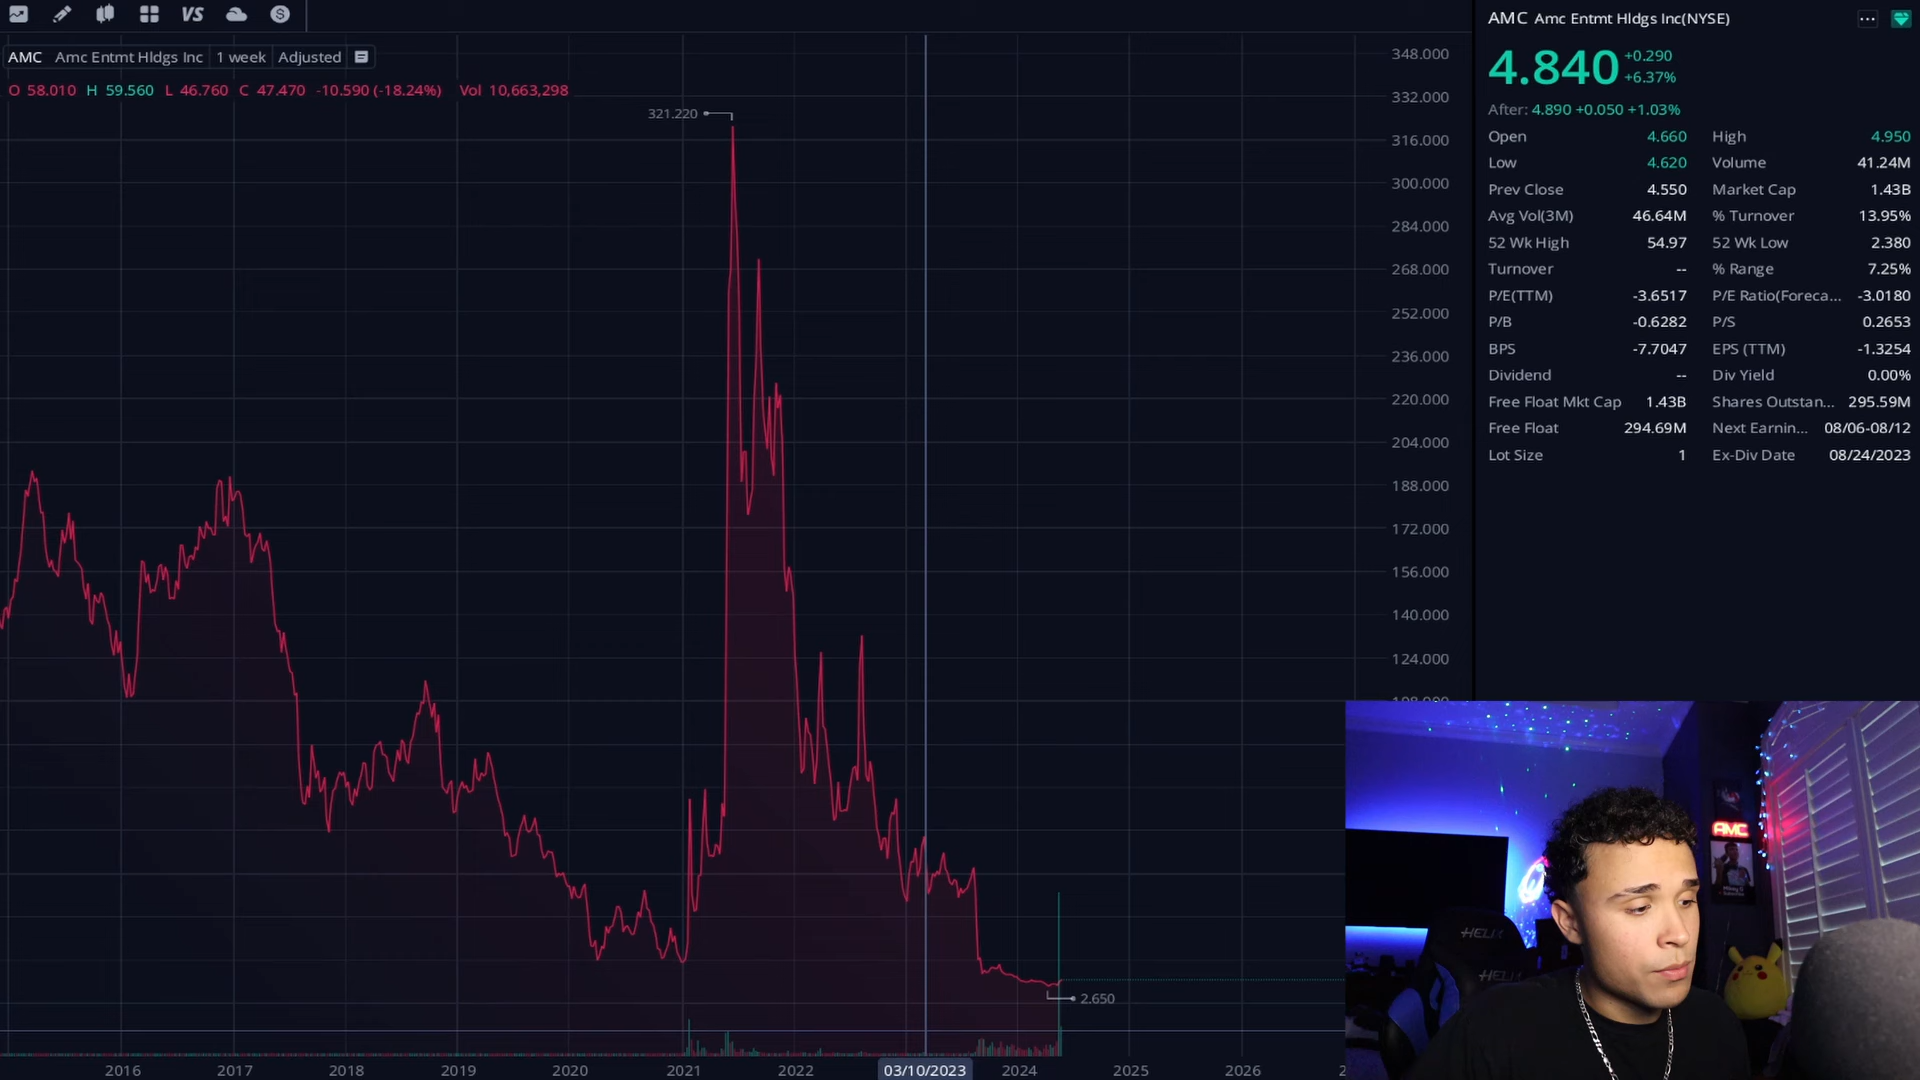 VS
AMC Amc Entmt Hldgs Inc 1 week Adjusted
O 58.010 H 59.560 L 46.760 C 47.470 -10.590 (-18.24%) Vol 10,663,298
321.220
2.650
348.000
332.000
316.000
300.000
284.000
268.000
252.000
236.000
220.000
204.000
188.000
172.000
156.000
140.000
124.000
2016 2017 2018 2019 2020 2021 2022 03/10/2023 2024 2025 2026
AMC Amc Entmt Hldgs Inc(NYSE)
4.840 +0.290
+6.37%
After: 4.890 +0.050 +1.03%
Open 4.660 High 4.950
Low 4.620 Volume 41.24M
Prev Close 4.550 Market Cap 1.43B
Avg Vol(3M) 46.64M % Turnover 13.95%
52 Wk High 54.97 52 Wk Low 2.380
Turnover -- % Range 7.25%
P/E(TTM) -3.6517 P/E Ratio(Foreca... -3.0180
P/B -0.6282 P/S 0.2653
BPS -7.7047 EPS (TTM) -1.3254
Dividend -- Div Yield 0.00%
Free Float Mkt Cap 1.43B Shares Outstan... 295.59M
Free Float 294.69M Next Earnin... 08/06-08/12
Lot Size 1 Ex-Div Date 08/24/2023
AMC